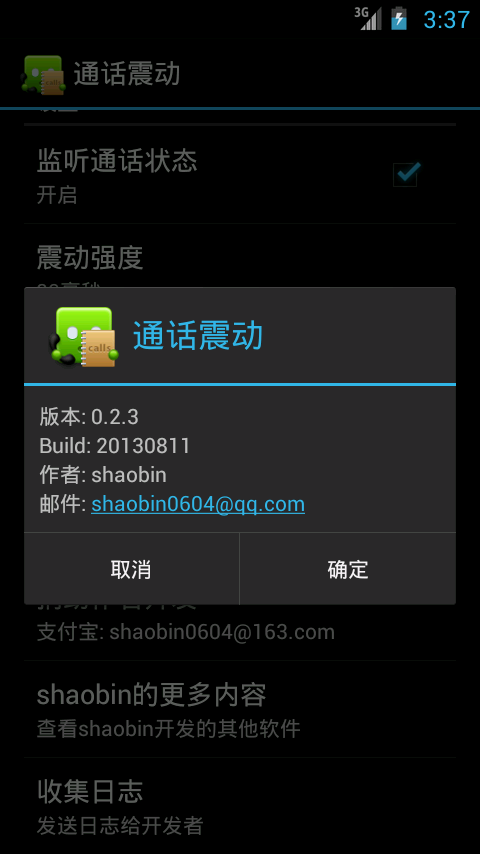 3G
3:37
通话震动
监听通话状态
开启
震动强度
通话震动
calls
版本: 0.2.3
Build: 20130811
作者: shaobin
邮件: shaobin0604@qq.com
取消
确定
支付宝: shaobin0604@163.com
shaobin的更多内容
查看shaobin开发的其他软件
收集日志
发送日志给开发者